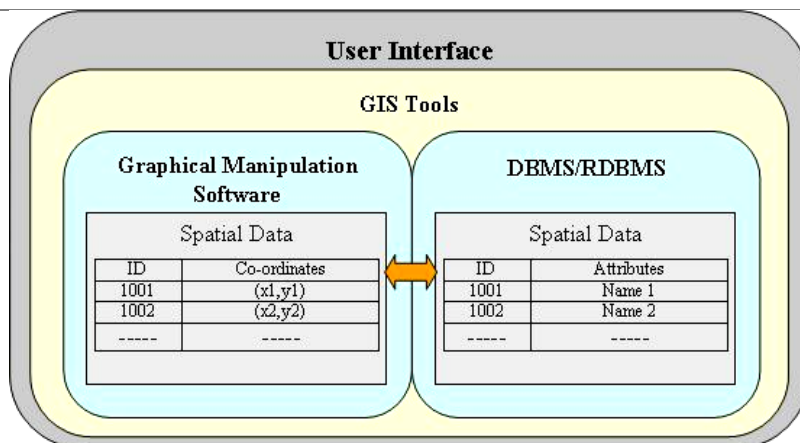 User Interface
GIS Tools
Graphical Manipulation
Software
Spatial Data
ID Co-ordinates
1001 (x1,y1)
1002 (x2,y2)
----- -----
DBMS/RDBMS
Spatial Data
ID Attributes
1001 Name 1
1002 Name 2
----- -----